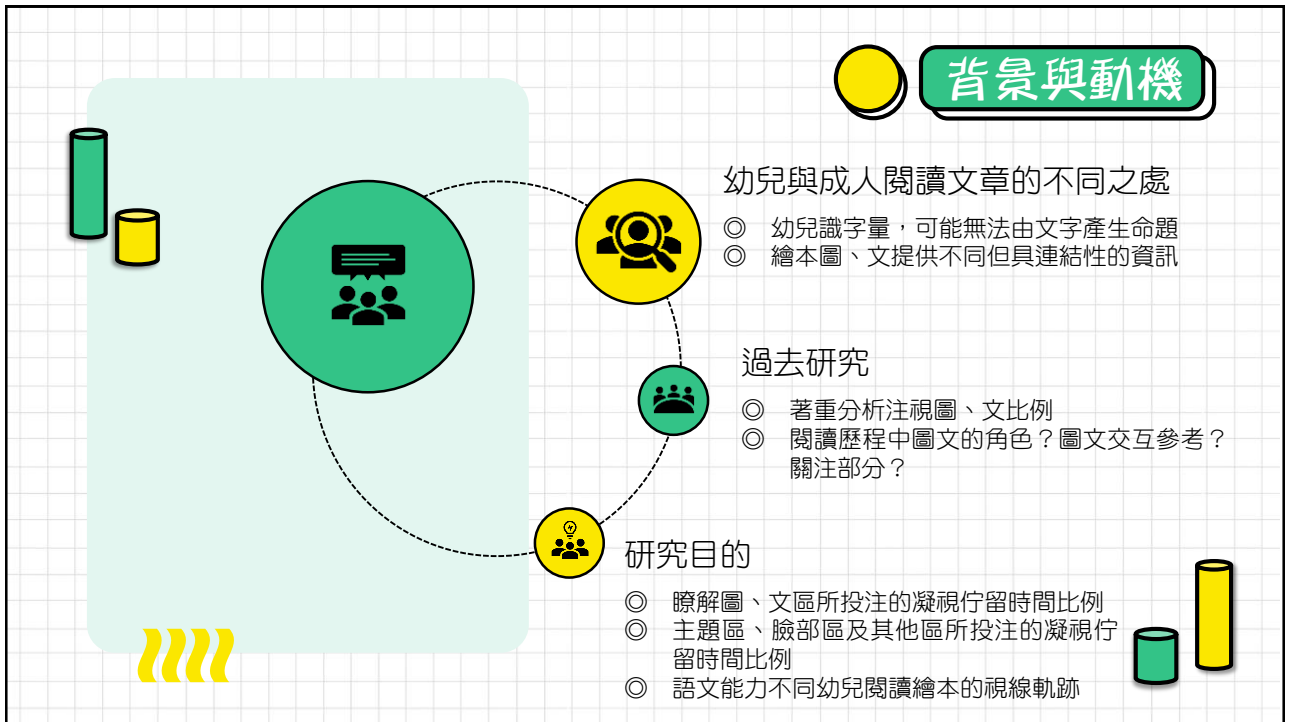 背景與動機
幼兒與成人閱讀文章的不同之處
◎ 幼兒識字量，可能無法由文字產生命題
◎ 繪本圖、文提供不同但具連結性的資訊
過去研究
◎ 著重分析注視圖、文比例
◎ 閱讀歷程中圖文的角色？圖文交互參考？
關注部分？
研究目的
◎ 瞭解圖、文區所投注的凝視佇留時間比例
◎ 主題區、臉部區及其他區所投注的凝視佇
留時間比例
◎ 語文能力不同幼兒閱讀繪本的視線軌跡